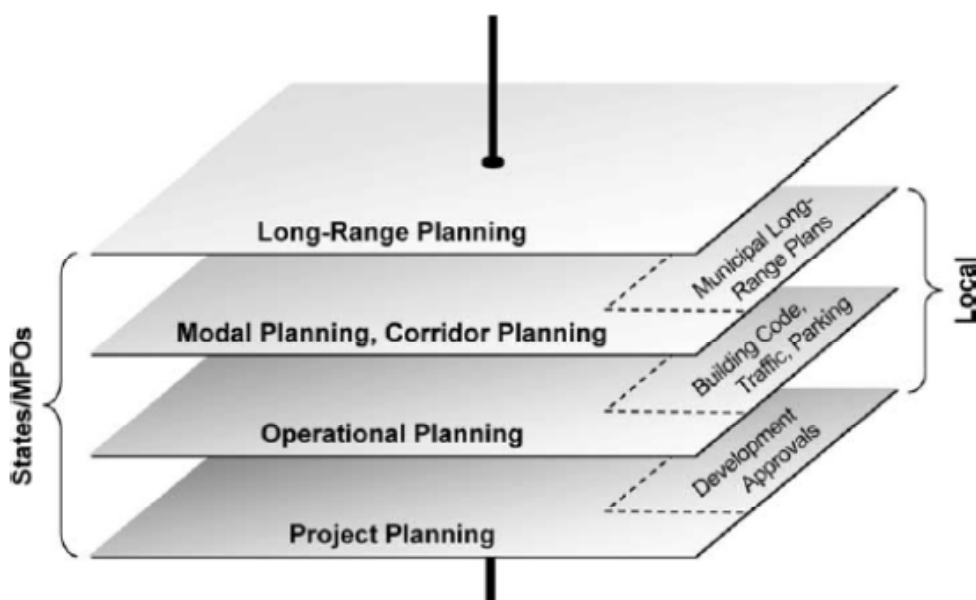 Long-Range Planning
Municipal Long-
Range Plans
Modal Planning, Corridor Planning
Building Code,
Traffic, Parking
Operational Planning
Development
Approvals
Project Planning
States/MPOs
Local